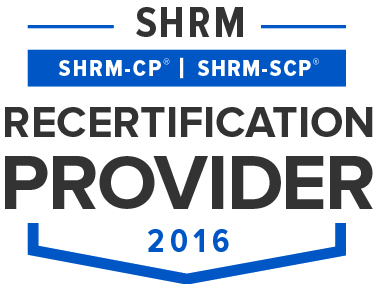 SHRM
SHRM-CP® | SHRM-SCP®
RECERTIFICATION
PROVIDER
2016